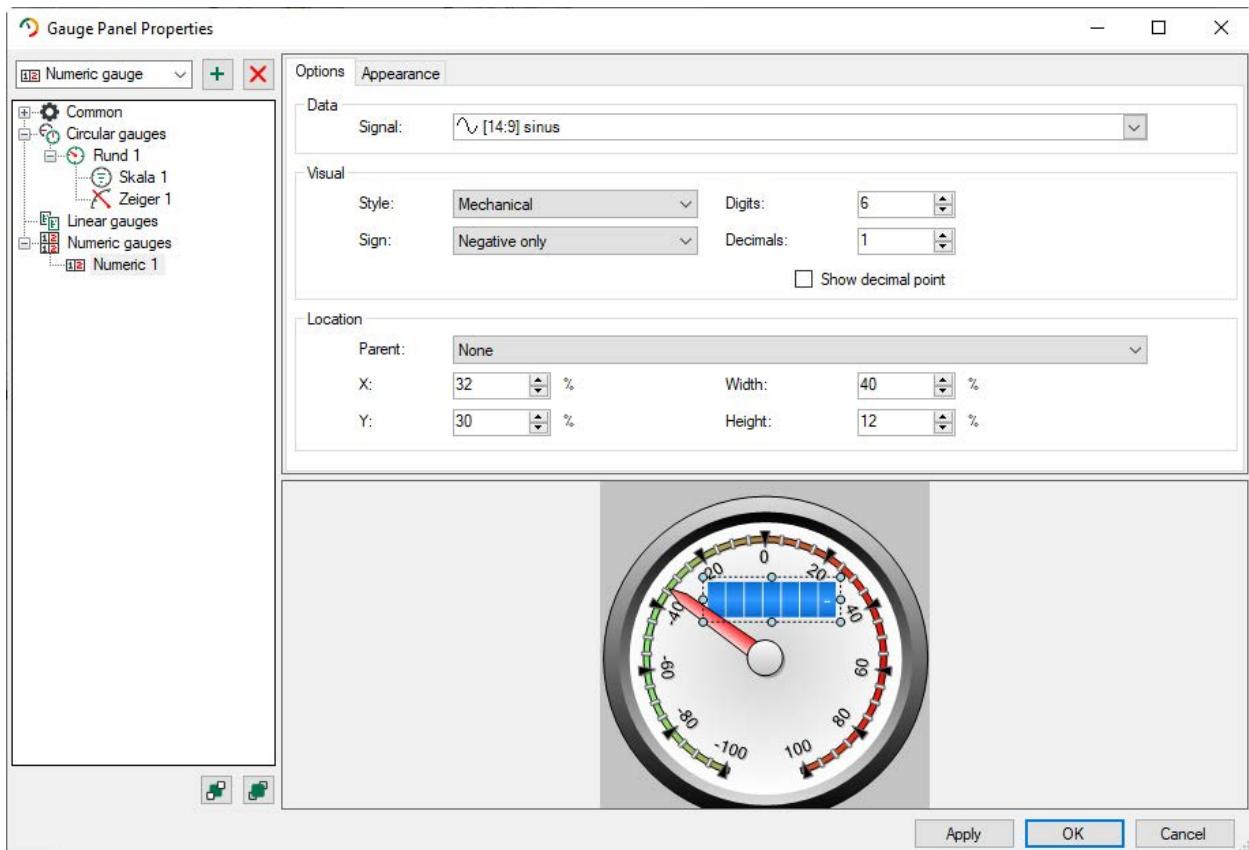 Gauge Panel Properties
Numeric gauge
Common
Circular gauges
Rund 1
Skala 1
Zeiger 1
Linear gauges
Numeric gauges
Numeric 1
Options Appearance
Data
Signal: [14:9] sinus
Visual
Style: Mechanical Digits: 6
Sign: Negative only Decimals: 1
Show decimal point
Location
Parent: None
X: 32 % Width: 40 %
Y: 30 % Height: 12 %
0
-20 20
-40 40
-60 60
-80 80
-100 100
Apply OK Cancel